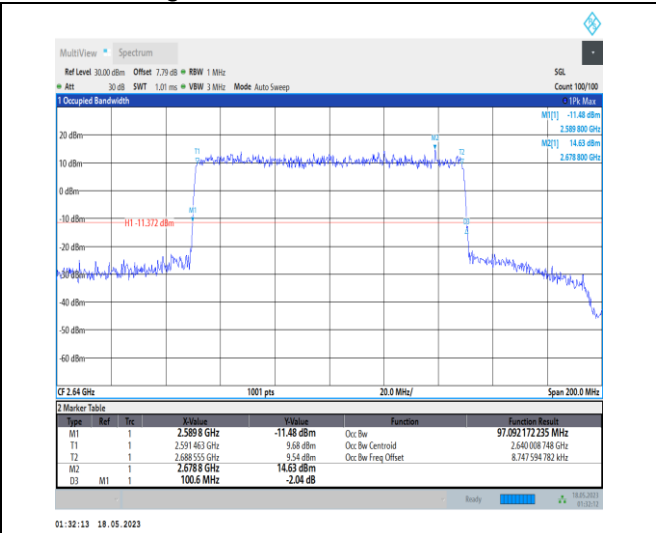 MultiView Spectrum
Ref Level 30.00 dBm Offset 7.79 dB RBW 1 MHz SGL
Att 30 dB SWT 1.01 ms VBW 3 MHz Mode Auto Sweep Count 100/100
1 Occupied Bandwidth 1Pk Max
M1[1] -11.48 dBm
2.589 800 GHz
M2[1] 14.63 dBm
2.678 800 GHz
20 dBm
M2
T1 T2
10 dBm
0 dBm
M1
-10 dBm
H1 -11.372 dBm D3
-20 dBm
-30 dBm
-40 dBm
-50 dBm
-60 dBm
CF 2.64 GHz 1001 pts 20.0 MHz/ Span 200.0 MHz
2 Marker Table
Type Ref Trc X-Value Y-Value Function Function Result
M1 1 2.5898 GHz -11.48 dBm Occ Bw 97.092 172 235 MHz
T1 1 2.591 463 GHz 9.68 dBm Occ Bw Centroid 2.640 008 748 GHz
T2 1 2.688 555 GHz 9.54 dBm Occ Bw Freq Offset 8.747 594 782 kHz
M2 1 2.6788 GHz 14.63 dBm
D3 M1 1 100.6 MHz -2.04 dB
Ready 18.05.2023
01:32:12
01:32:13 18.05.2023